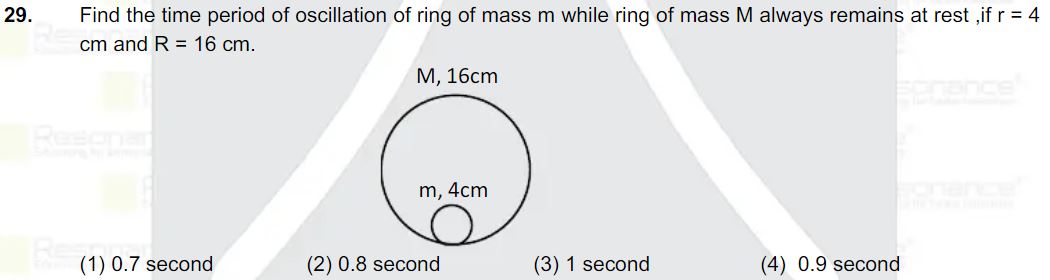 29. Find the time period of oscillation of ring of mass m while ring of mass M always remains at rest ,if r = 4
cm and R = 16 cm.
M, 16cm
m, 4cm
(1) 0.7 second (2) 0.8 second (3) 1 second (4) 0.9 second